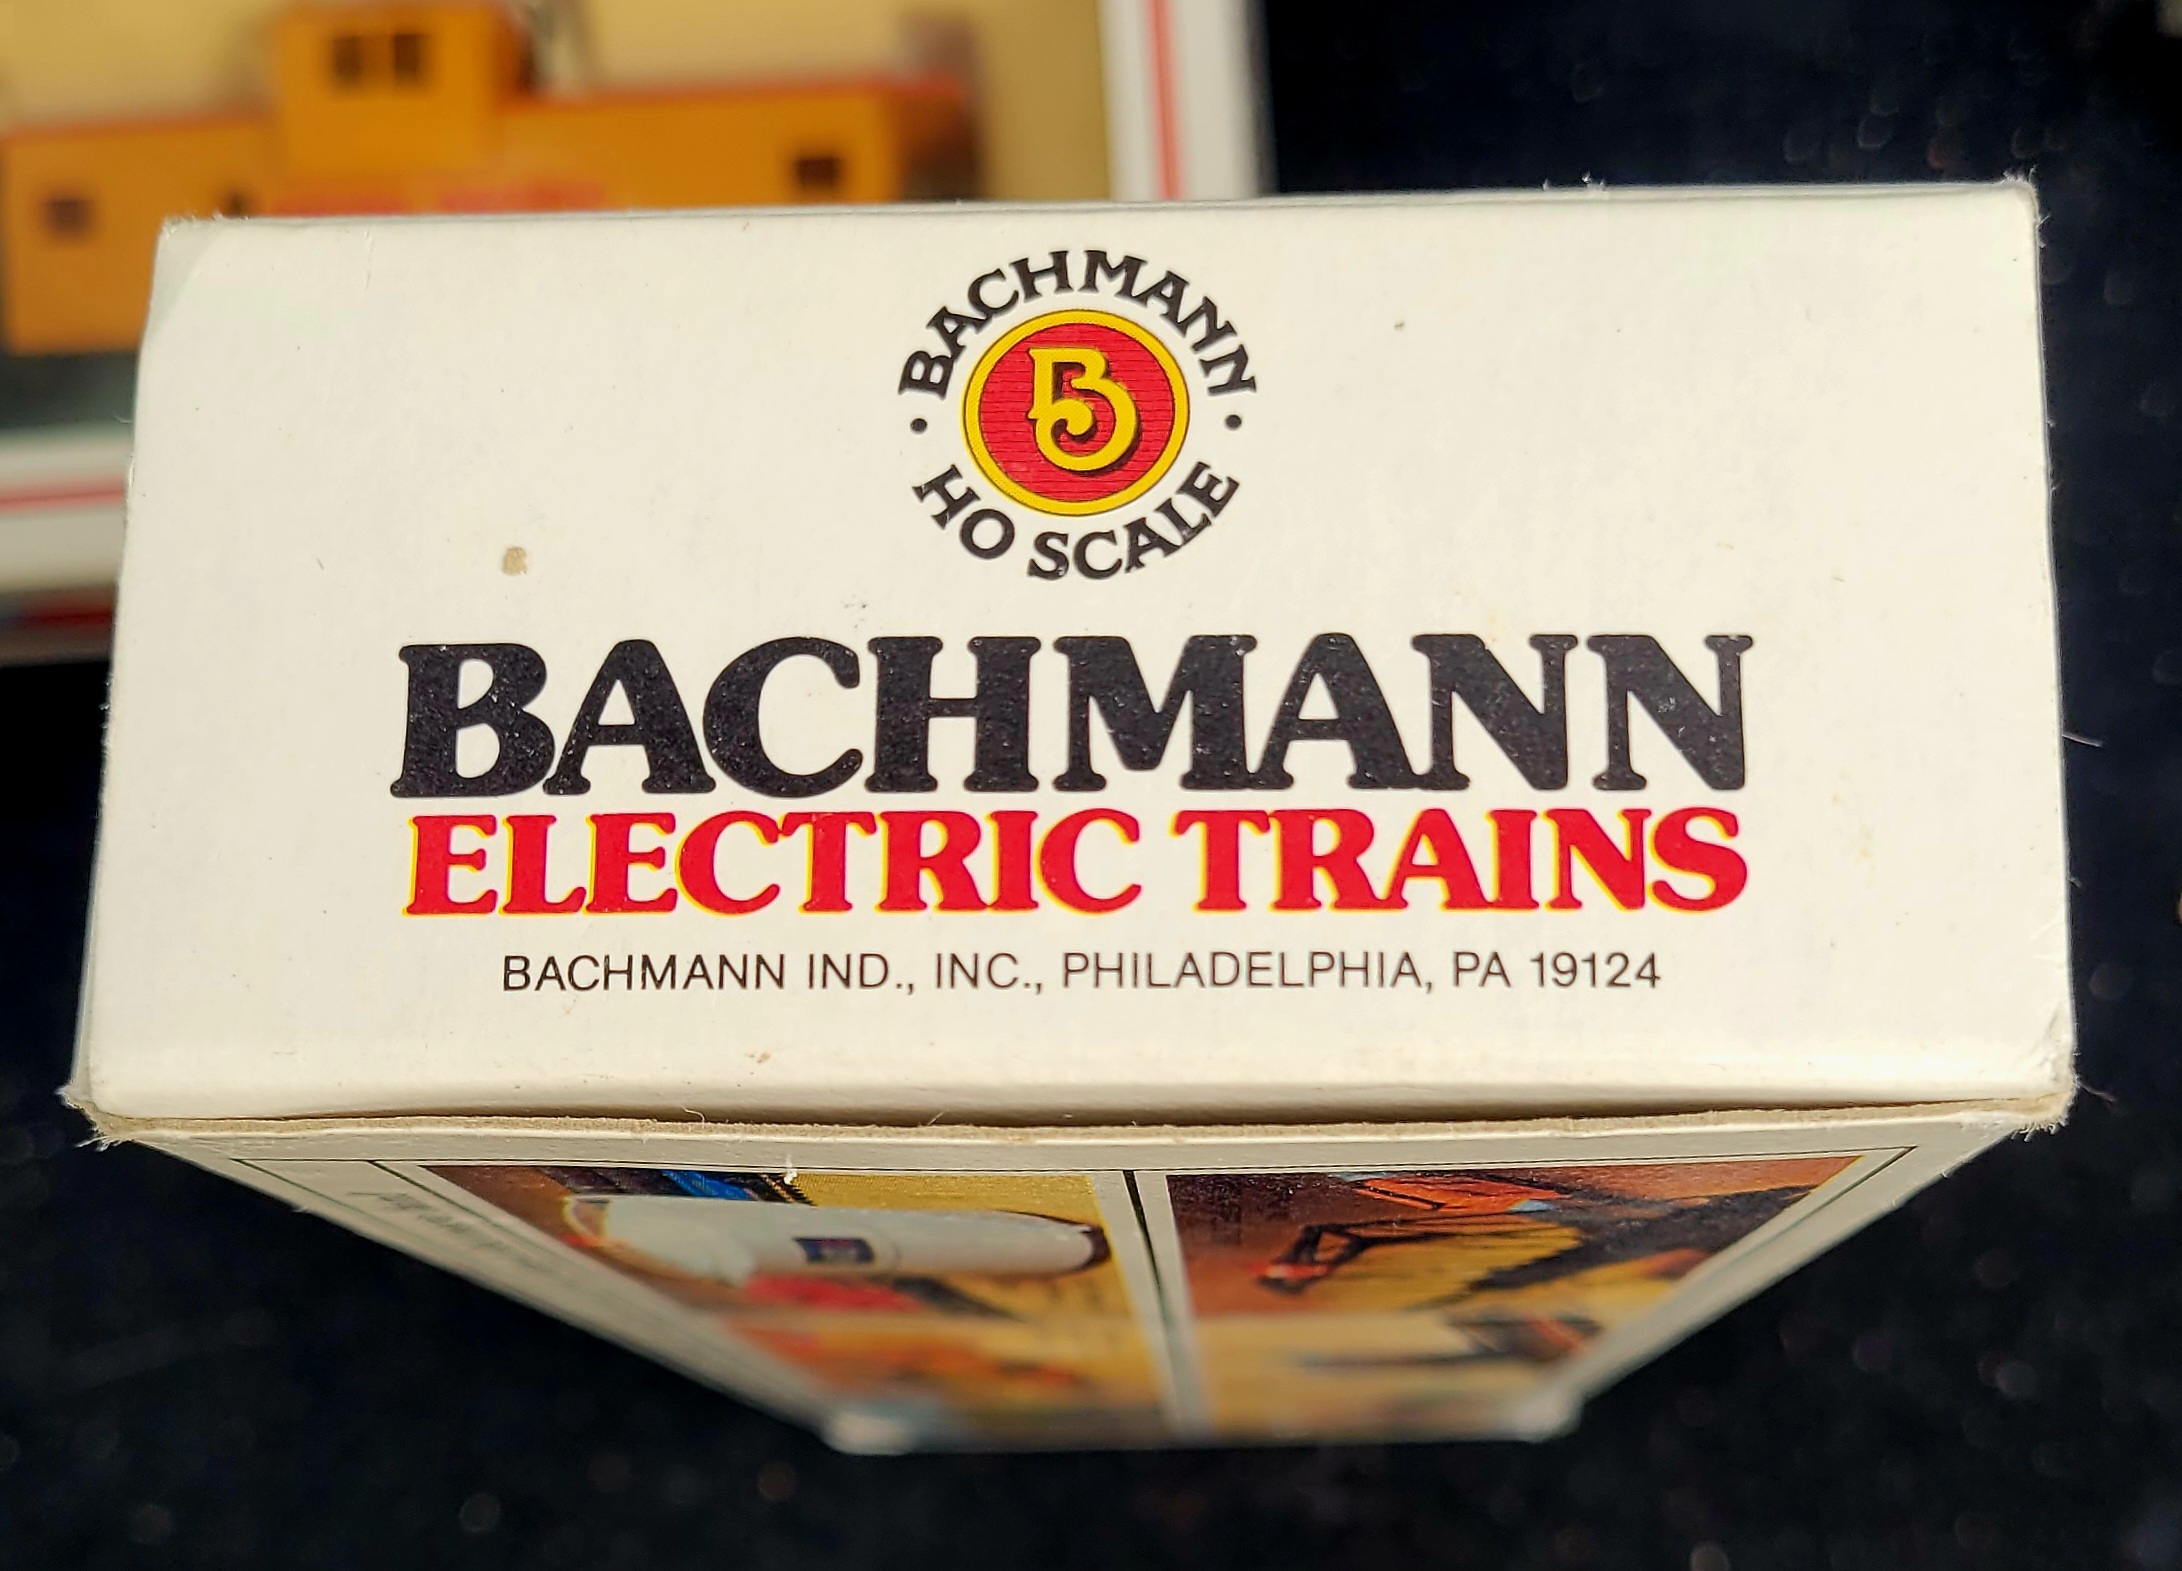 BACHMANN
B
HO SCALE
BACHMANN
ELECTRIC TRAINS
BACHMANN IND., INC., PHILADELPHIA, PA 19124